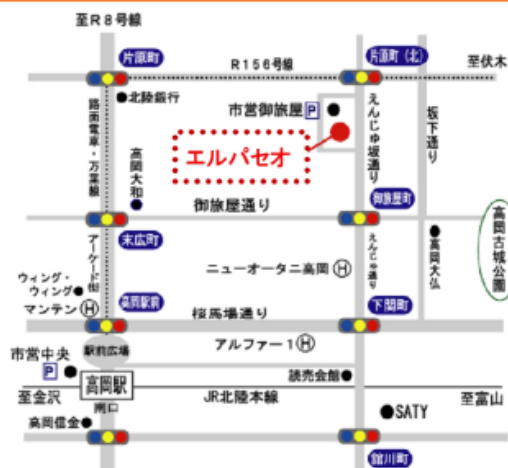 至R8号線
片原町
R156号線
片原町(北)
至伏木
北陸銀行
市営御旅屋 P
路面電車・万葉線
エルパセオ
えんじゅ坂通り
坂下通り
高岡大和
御旅屋通り
御旅屋町
末広町
アーケード街
高岡古城公園
えんじゅ通り
高岡大仏
ニューオータニ高岡 H
ウィング・
ウィング
マンテン H
高岡駅前
桜馬場通り
下関町
アルファー1 H
市営中央
P
駅前広場
読売会館
高岡駅
至金沢
JR北陸本線
至富山
南口
SATY
高岡信金
館川町